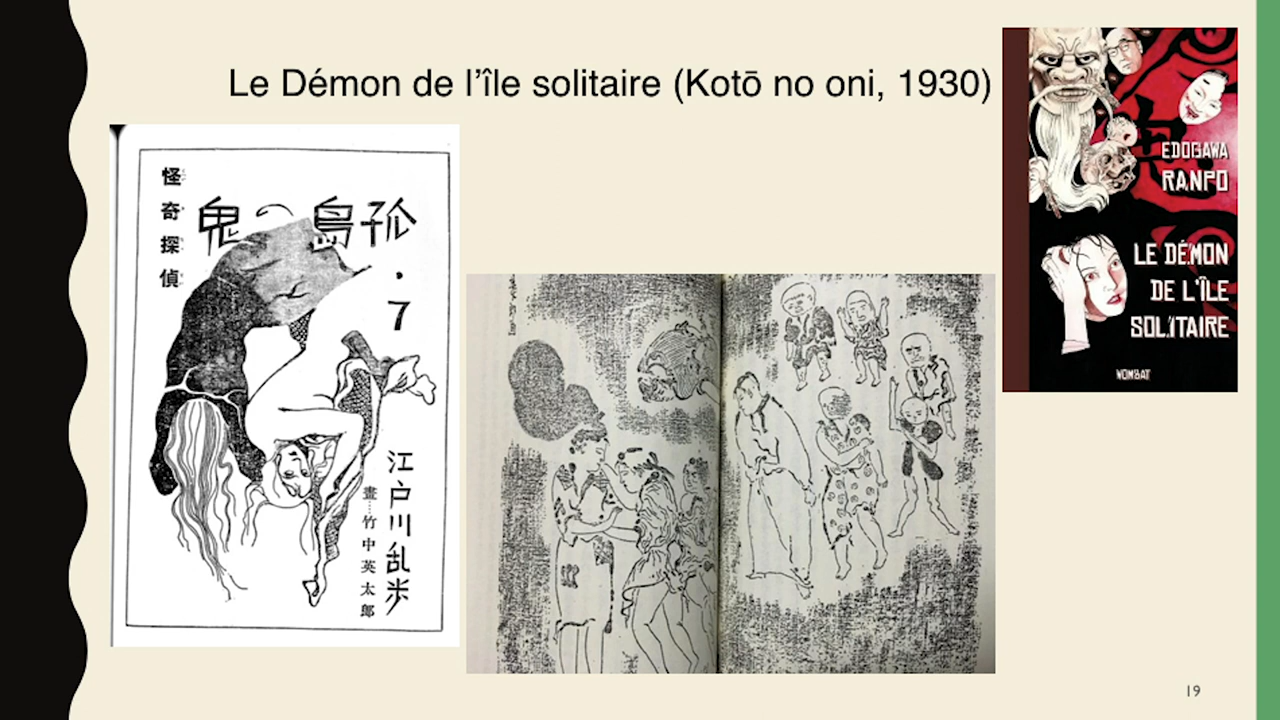 Le Démon de l’île solitaire (Kotō no oni, 1930)
怪奇探偵
孤島の鬼
・7
江戸川乱歩
畫……竹中英太郎
EDOGAWA
RANPO
LE DÉMON
DE L'ÎLE
SOLITAIRE
WOMBAT
19